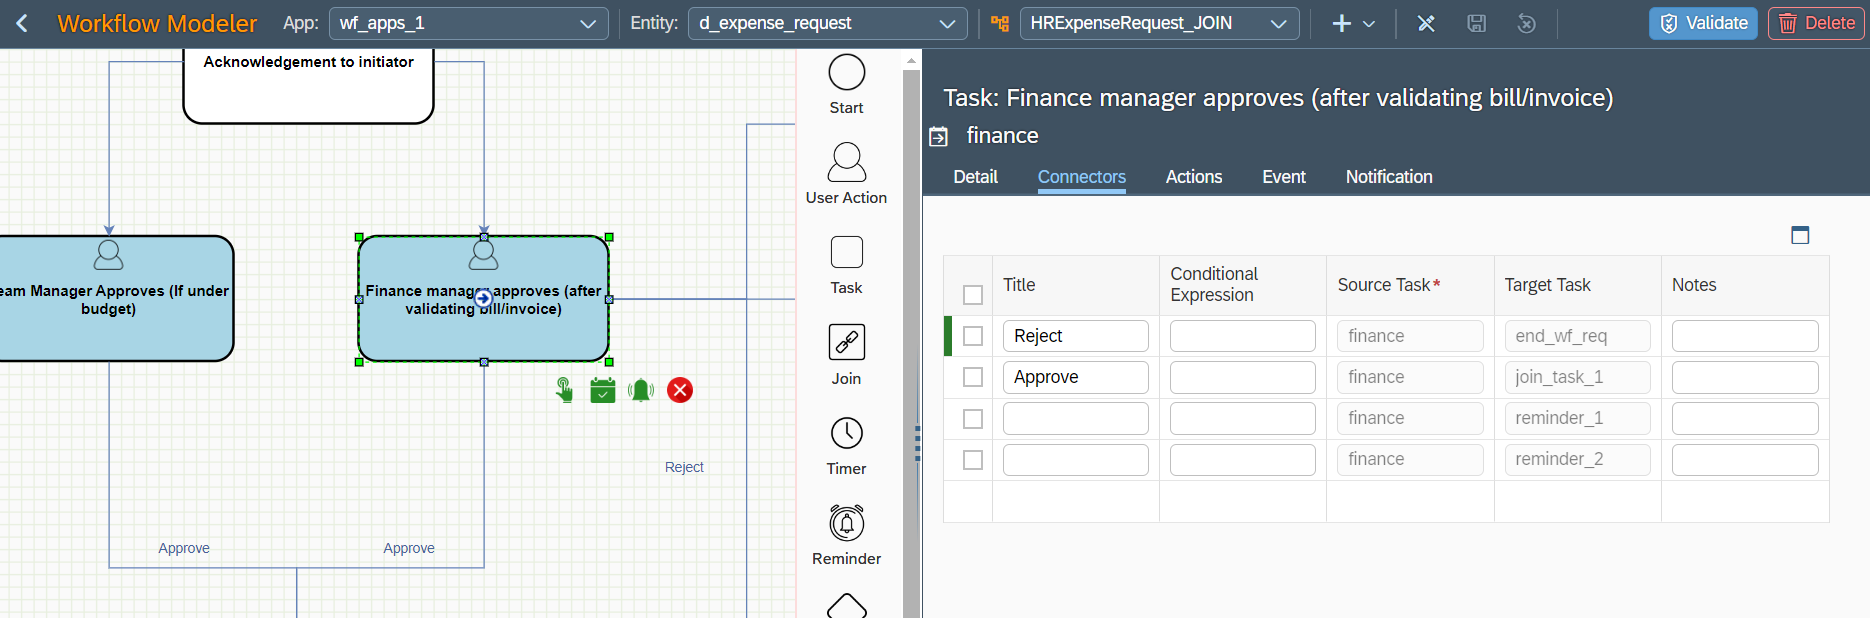 Workflow Modeler App: wf_apps_1 Entity: d_expense_request HRExpenseRequest_JOIN Validate Delete
Acknowledgement to initiator
eam Manager Approves (If under
budget)
Finance manager approves (after
validating bill/invoice)
Reject
Approve
Approve
Start
User Action
Task
Join
Timer
Reminder
Task: Finance manager approves (after validating bill/invoice)
finance
Detail Connectors Actions Event Notification
Title Conditional Expression Source Task* Target Task Notes
Reject finance end_wf_req
Approve finance join_task_1
finance reminder_1
finance reminder_2